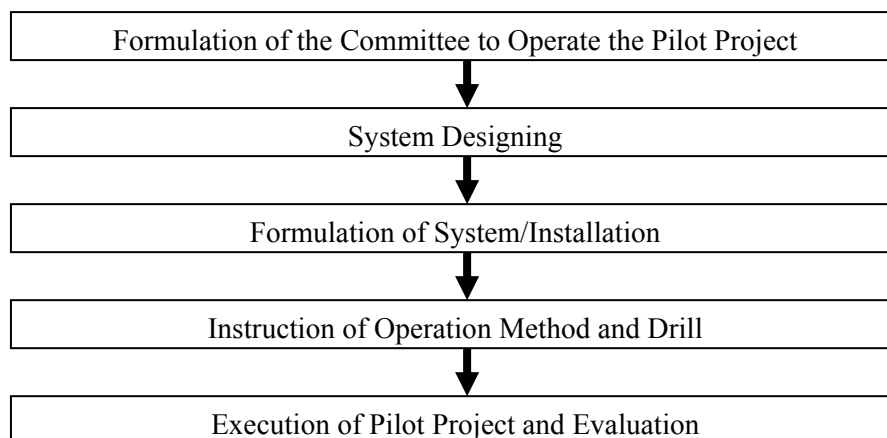 Formulation of the Committee to Operate the Pilot Project
System Designing
Formulation of System/Installation
Instruction of Operation Method and Drill
Execution of Pilot Project and Evaluation